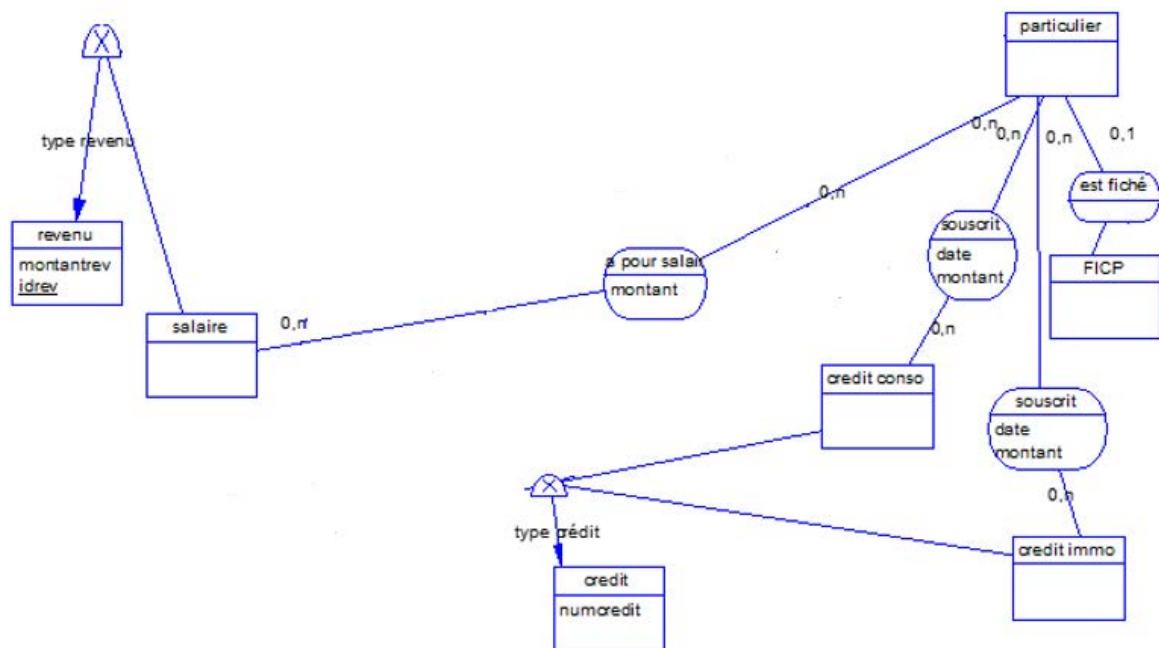 particulier
type revenu
0,n
0,n
0,n
0,1
est fiché
0,n
revenu
montantrev
idrev
souscrit
date
montant
a pour salair
montant
FICP
salaire
0,n
0,n
credit conso
souscrit
date
montant
0,n
type crédit
credit immo
credit
numcredit